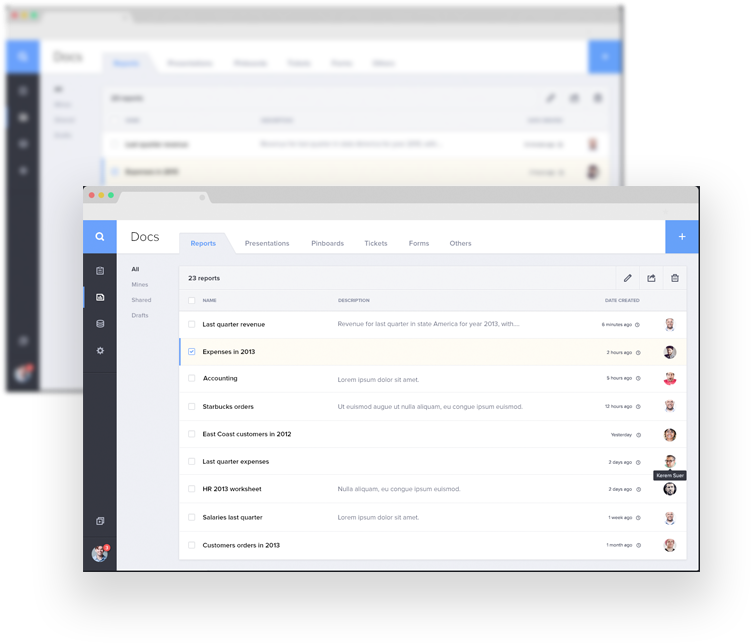 Docs
Reports Presentations Pinboards Tickets Forms Others
All
Mines
Shared
Drafts
23 reports
NAME DESCRIPTION DATE CREATED
Last quarter revenue Revenue for last quarter in state America for year 2013, with.... 6 minutes ago
Expenses in 2013 2 hours ago
Accounting Lorem ipsum dolor sit amet. 5 hours ago
Starbucks orders Ut euismod augue ut nulla aliquam, eu congue ipsum euismod. 12 hours ago
East Coast customers in 2012 Yesterday
Last quarter expenses 2 days ago
Kerem Suer
HR 2013 worksheet Nulla aliquam, eu congue ipsum euismod. 2 days ago
Salaries last quarter Lorem ipsum dolor sit amet. 1 week ago
Customers orders in 2013 1 month ago